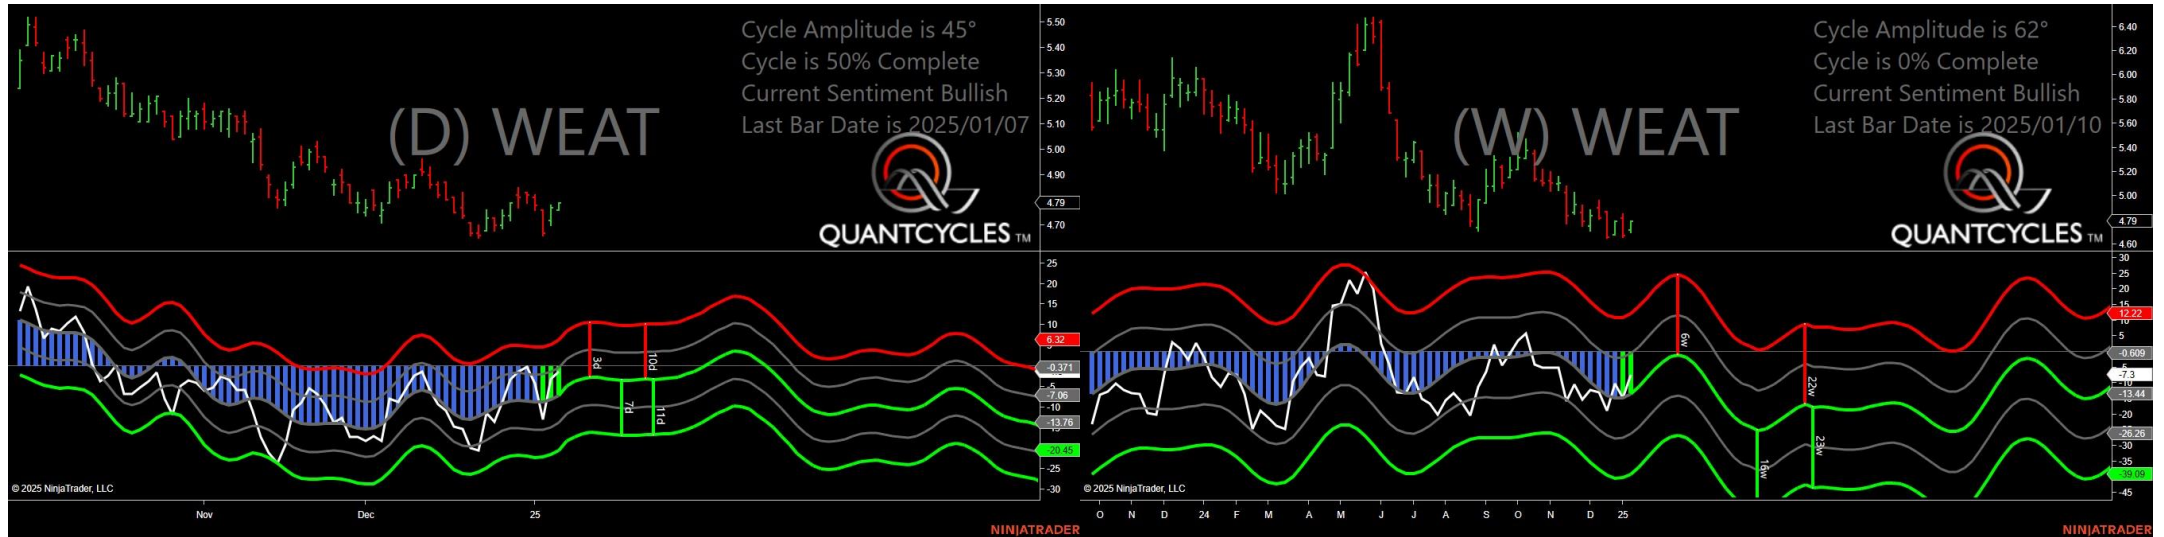 Cycle Amplitude is 45°
Cycle is 50% Complete
Current Sentiment Bullish
Last Bar Date is 2025/01/07
(D) WEAT
QUANTCYCLES TM
5.50
5.40
5.30
5.20
5.10
5.00
4.90
4.79
4.70
25
20
15
10
6.32
-0.371
-5
-7.06
-10
-13.76
-20.45
-25
-30
3d
10d
7d
11d
© 2025 NinjaTrader, LLC
Nov
Dec
25
NINJATRADER
Cycle Amplitude is 62°
Cycle is 0% Complete
Current Sentiment Bullish
Last Bar Date is 2025/01/10
(W) WEAT
QUANTCYCLES TM
6.40
6.20
6.00
5.80
5.60
5.40
5.20
5.00
4.79
4.60
30
25
20
15
12.22
5
-0.609
-7.3
-10
-13.44
-20
-26.26
-30
-35
-39.09
-45
6w
22w
16w
23w
© 2025 NinjaTrader, LLC
O N D 24 F M A M J J A S O N D 25
NINJATRADER